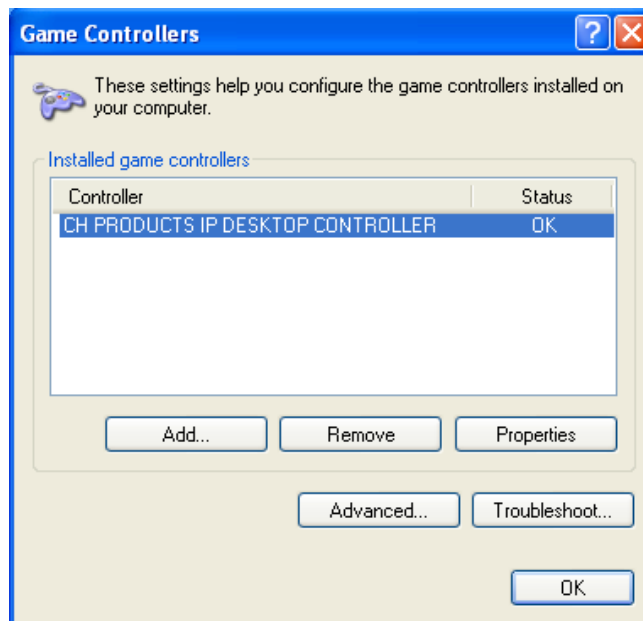 Game Controllers
These settings help you configure the game controllers installed on
your computer.
Installed game controllers
Controller Status
CH PRODUCTS IP DESKTOP CONTROLLER OK
Add... Remove Properties
Advanced... Troubleshoot...
OK